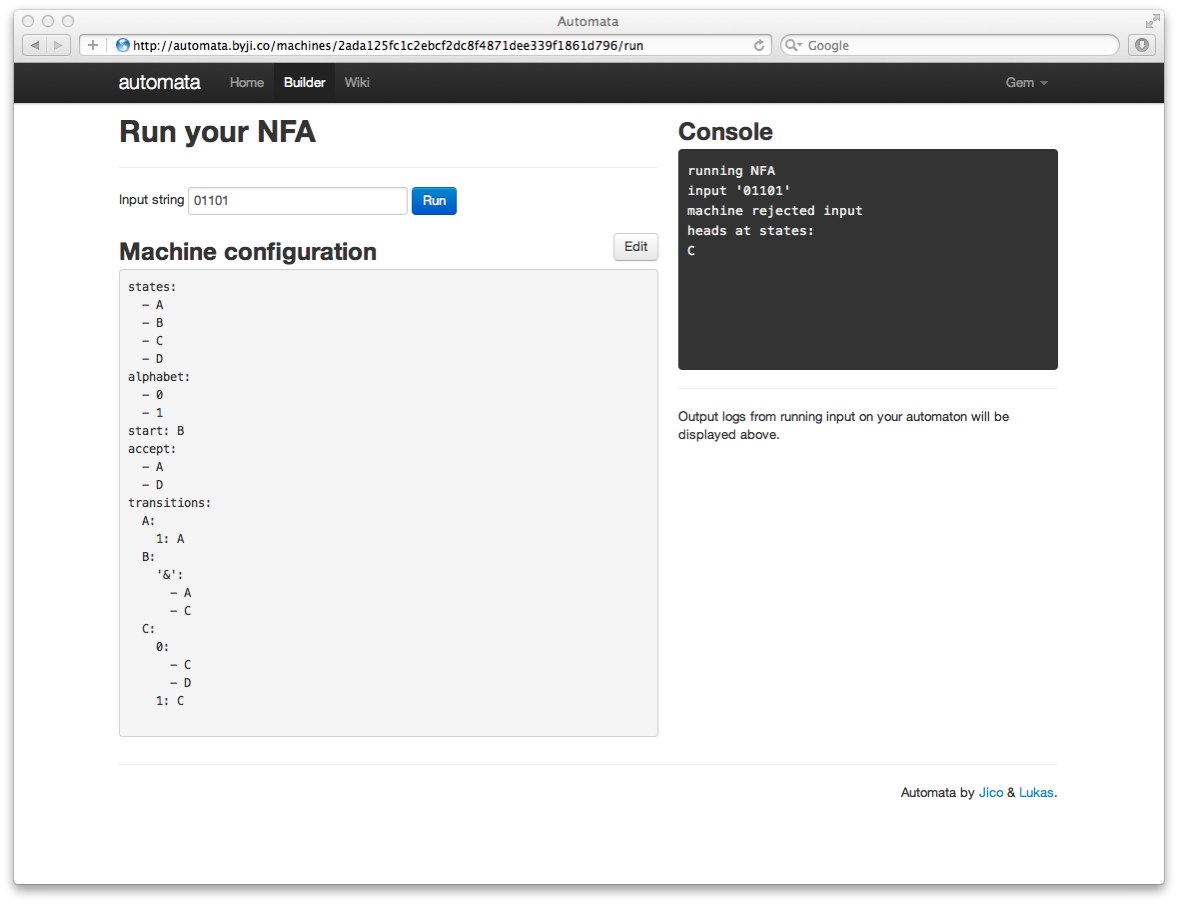 Automata
http://automata.byji.co/machines/2ada125fc1c2ebcf2dc8f4871dee339f1861d796/run
Google
automata Home Builder Wiki Gem
Run your NFA
Input string 01101 Run
Machine configuration
Edit
states:
- A
- B
- C
- D
alphabet:
- 0
- 1
start: B
accept:
- A
- D
transitions:
A:
1: A
B:
'&':
- A
- C
C:
0:
- C
- D
1: C
Console
running NFA
input '01101'
machine rejected input
heads at states:
C
Output logs from running input on your automaton will be
displayed above.
Automata by Jico & Lukas.